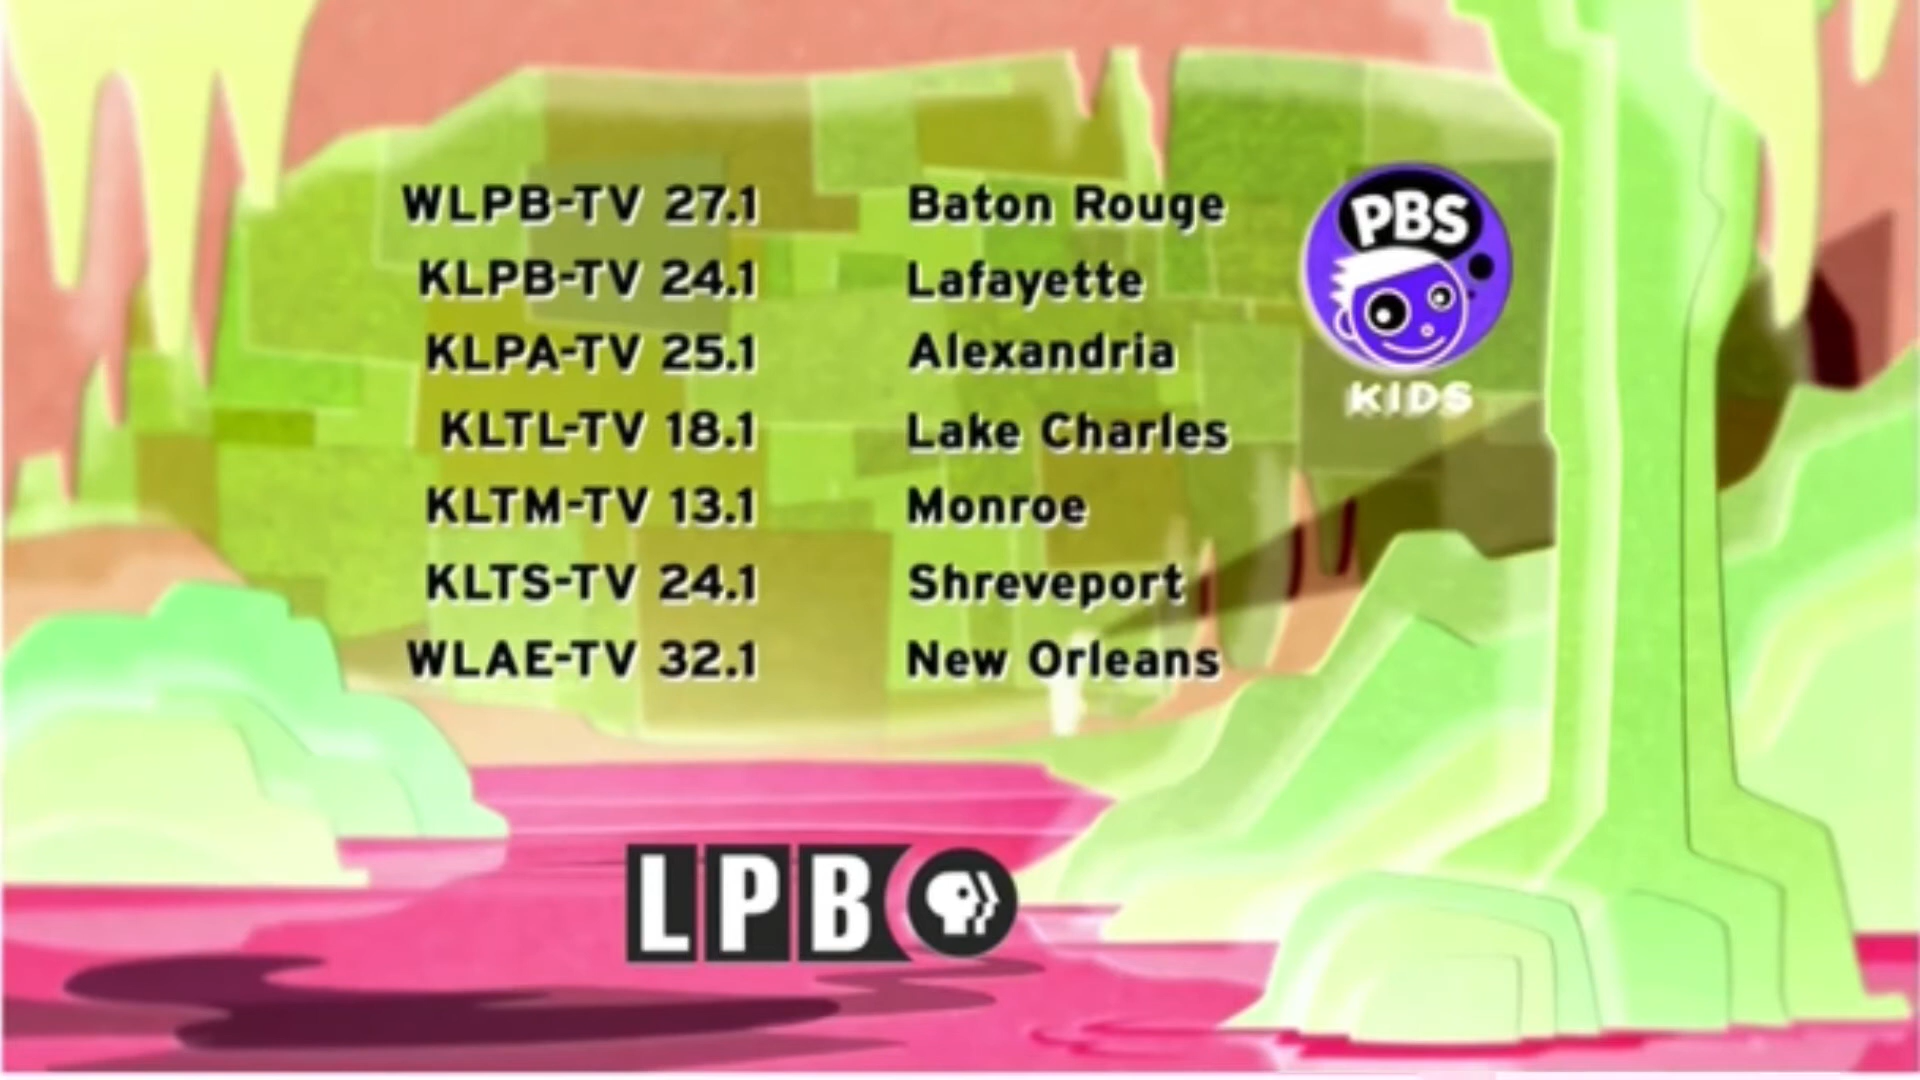 WLPB-TV 27.1 Baton Rouge
KLPB-TV 24.1 Lafayette
KLPA-TV 25.1 Alexandria
KLTL-TV 18.1 Lake Charles
KLTM-TV 13.1 Monroe
KLTS-TV 24.1 Shreveport
WLAE-TV 32.1 New Orleans
PBS
KIDS
LPB